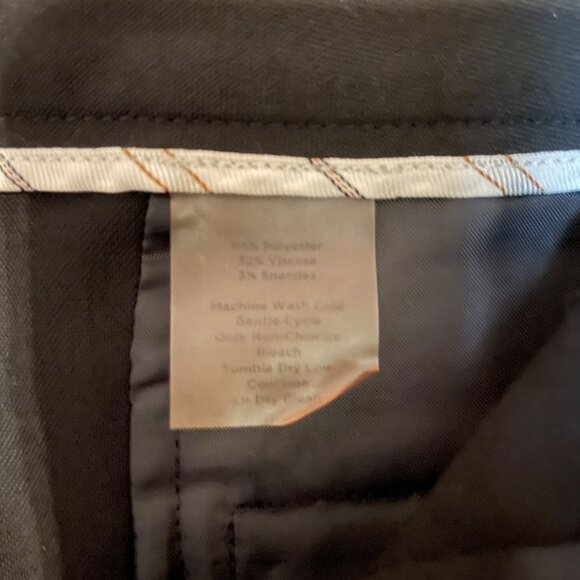 65% Polyester
32% Viscose
3% Spandex
Machine Wash Cold
Gentle Cycle
Only Non-Chlorine
Bleach
Tumble Dry Low
Cool Iron
Or Dry Clean